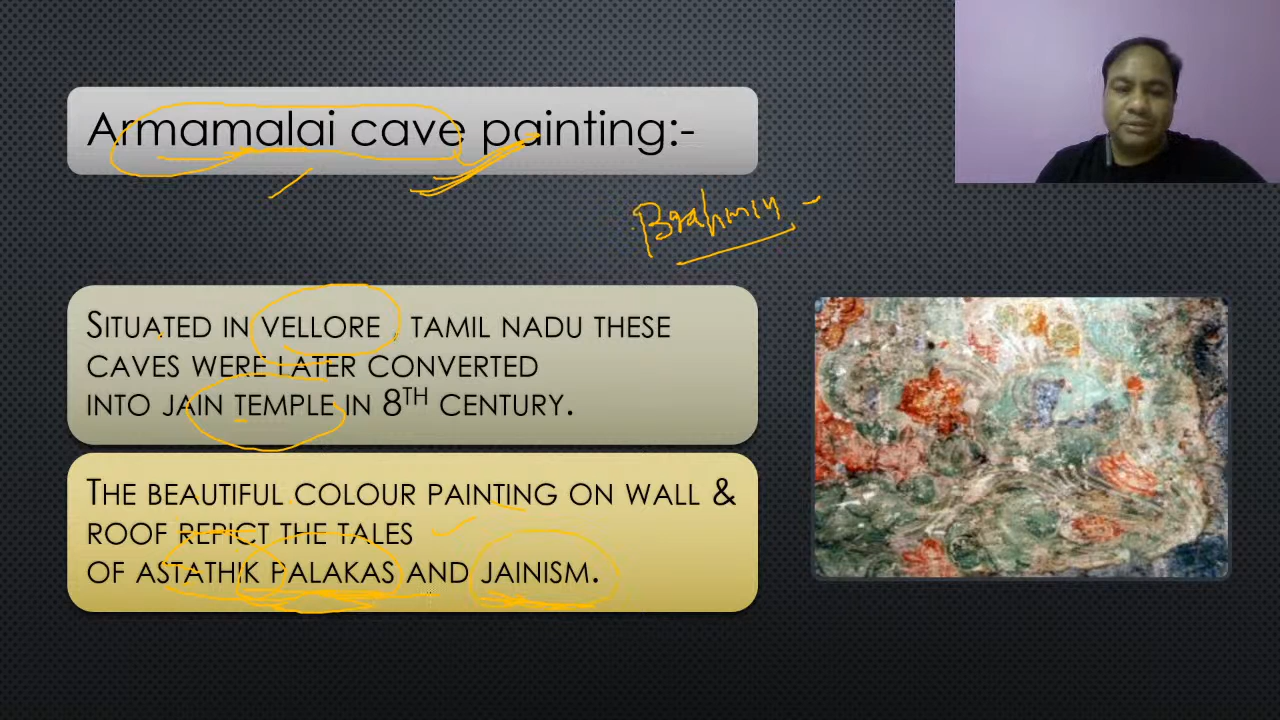 Armamalai cave painting:-
Brahmin -
SITUATED IN VELLORE , TAMIL NADU THESE
CAVES WERE LATER CONVERTED
INTO JAIN TEMPLE IN 8TH CENTURY.
THE BEAUTIFUL COLOUR PAINTING ON WALL &
ROOF REPICT THE TALES
OF ASTATHIK PALAKAS AND JAINISM.